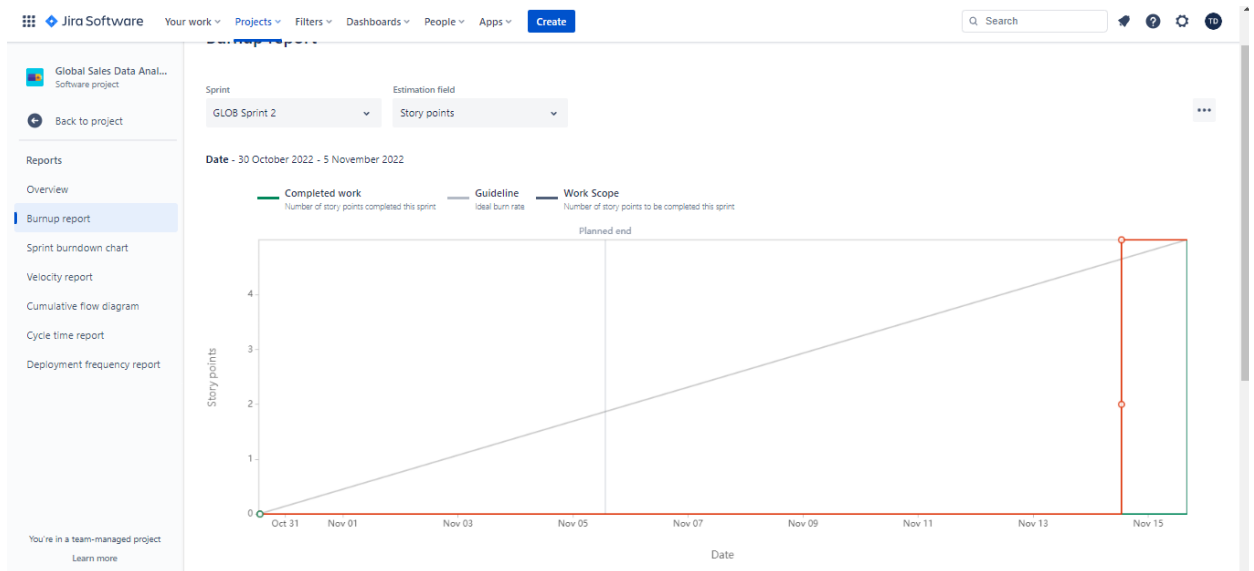 Jira Software Your work Projects Filters Dashboards People Apps Create Search TD
Burnup report
Global Sales Data Anal...
Software project
Back to project
Reports
Overview
Burnup report
Sprint burndown chart
Velocity report
Cumulative flow diagram
Cycle time report
Deployment frequency report
You're in a team-managed project
Learn more
Sprint Estimation field
GLOB Sprint 2 Story points
Date - 30 October 2022 - 5 November 2022
Completed work Guideline Work Scope
Number of story points completed this sprint Ideal burn rate Number of story points to be completed this sprint
Planned end
4
3
2
1
0
Story points
Oct 31 Nov 01 Nov 03 Nov 05 Nov 07 Nov 09 Nov 11 Nov 13 Nov 15
Date